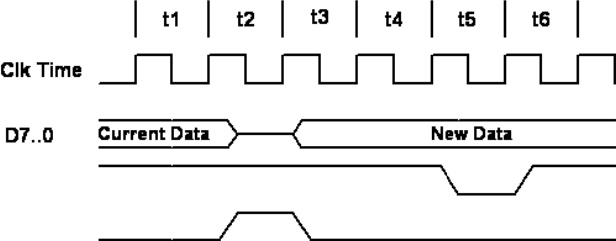 t1 t2 t3 t4 t5 t6
Clk Time
D7..0 Current Data New Data